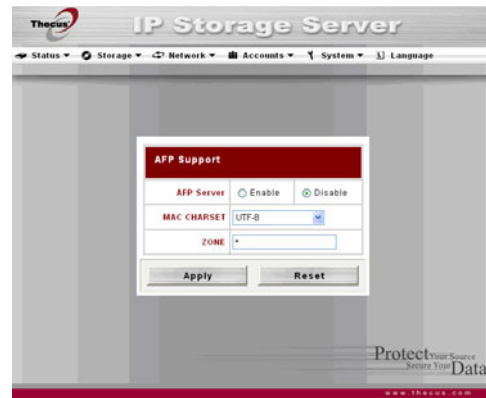 Thecus
IP Storage Server
Status Storage Network Accounts System Language
AFP Support
AFP Server Enable Disable
MAC CHARSET UTF-8
ZONE *
Apply Reset
Protect Your Source
Secure Your Data
www.thecus.com